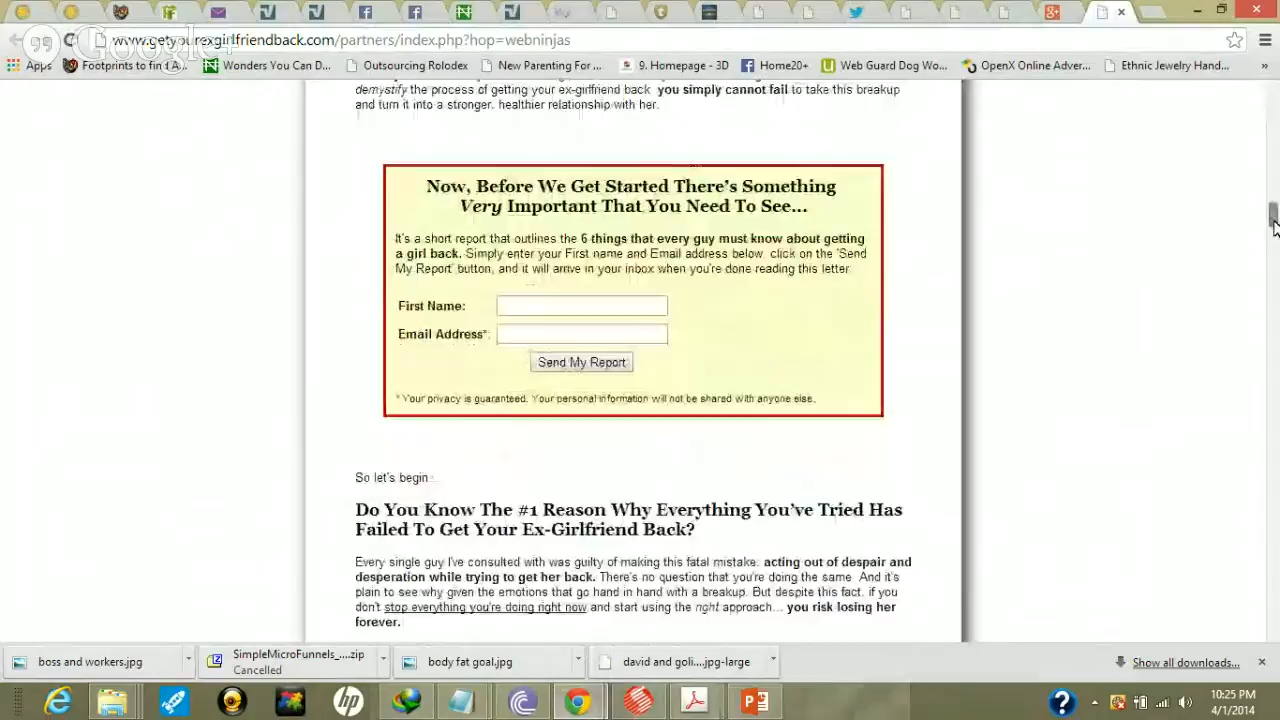 Google+
www.getyourexgirlfriendback.com/partners/index.php?hop=webninjas
Apps
Footprints to fin t A...
Wonders You Can D...
Outsourcing Rolodex
New Parenting For ...
9. Homepage - 3D
Home20+
Web Guard Dog Wo...
OpenX Online Adver...
Ethnic Jewelry Hand...
»
demystify the process of getting your ex-girlfriend back you simply cannot fail to take this breakup
and turn it into a stronger, healthier relationship with her.
Now, Before We Get Started There's Something
Very Important That You Need To See...
It's a short report that outlines the 6 things that every guy must know about getting
a girl back. Simply enter your First name and Email address below, click on the 'Send
My Report' button, and it will arrive in your inbox when you're done reading this letter.
First Name:
Email Address*:
Send My Report
* Your privacy is guaranteed. Your personal information will not be shared with anyone else.
So let's begin...
Do You Know The #1 Reason Why Everything You've Tried Has
Failed To Get Your Ex-Girlfriend Back?
Every single guy I've consulted with was guilty of making this fatal mistake: acting out of despair and
desperation while trying to get her back. There's no question that you're doing the same. And it's
plain to see why given the emotions that go hand in hand with a breakup. But despite this fact, if you
don't stop everything you're doing right now and start using the right approach... you risk losing her
forever.
boss and workers.jpg
SimpleMicroFunnels_....zip
Cancelled
body fat goal.jpg
david and goli....jpg-large
Show all downloads...
10:25 PM
4/1/2014